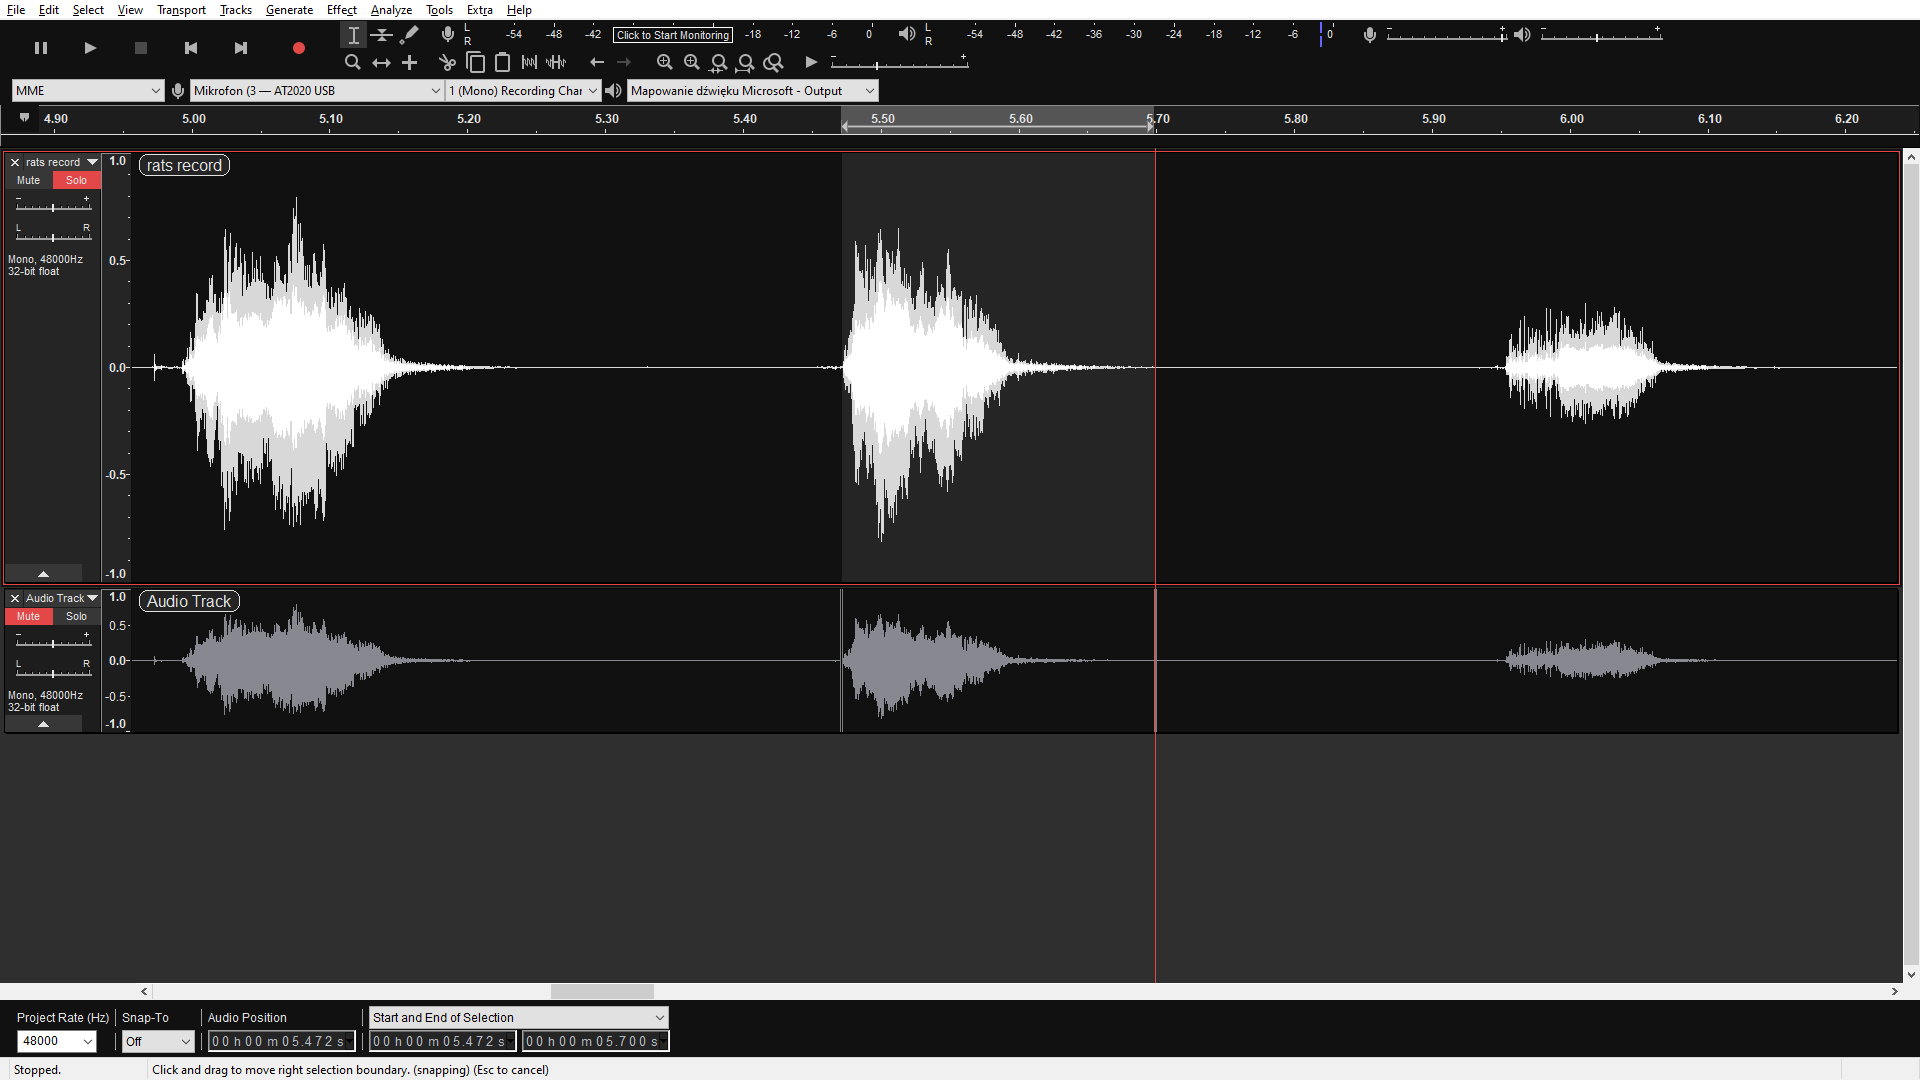 File Edit Select View Transport Tracks Generate Effect Analyze Tools Extra Help
L
R
-54 -48 -42 Click to Start Monitoring -18 -12 -6 0
L
R
-54 -48 -42 -36 -30 -24 -18 -12 -6 0
MME
Mikrofon (3 — AT2020 USB
1 (Mono) Recording Char
Mapowanie dźwięku Microsoft - Output
4.90 5.00 5.10 5.20 5.30 5.40 5.50 5.60 5.70 5.80 5.90 6.00 6.10 6.20
rats record
Mute Solo
L R
Mono, 48000Hz
32-bit float
1.0
0.5
0.0
-0.5
-1.0
rats record
Audio Track
Mute Solo
L R
Mono, 48000Hz
32-bit float
1.0
0.5
0.0
-0.5
-1.0
Audio Track
Project Rate (Hz) Snap-To Audio Position Start and End of Selection
48000 Off 00 h 00 m 05.472 s 00 h 00 m 05.472 s 00 h 00 m 05.700 s
Stopped. Click and drag to move right selection boundary. (snapping) (Esc to cancel)